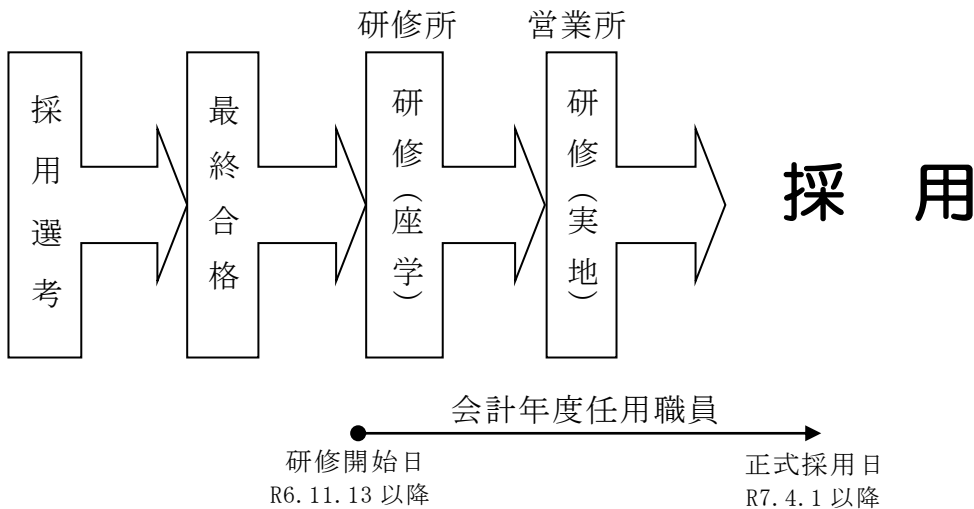 研修所
営業所
採用選考
最終合格
研修(座学)
研修(実地)
採　用
会計年度任用職員
研修開始日
R6.11.13以降
正式採用日
R7.4.1以降